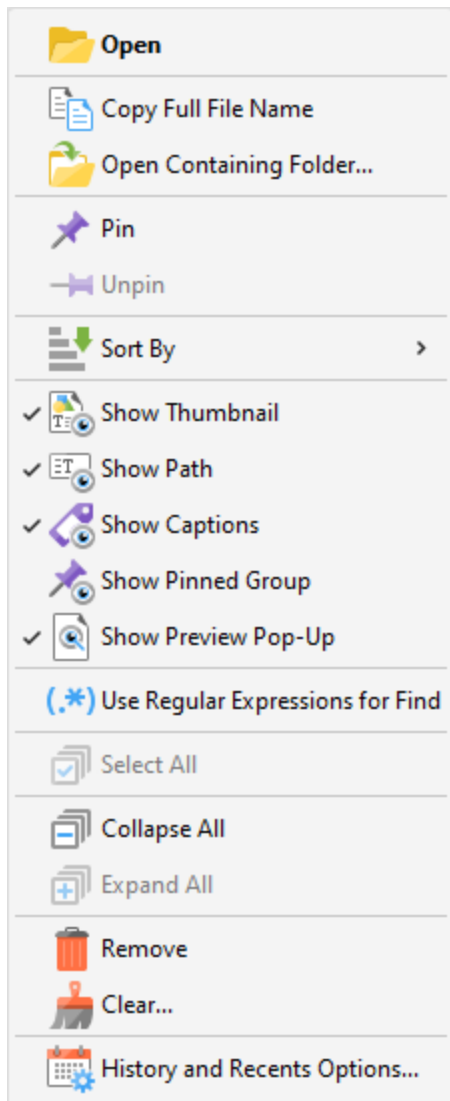 Open
Copy Full File Name
Open Containing Folder...
Pin
Unpin
Sort By
Show Thumbnail
Show Path
Show Captions
Show Pinned Group
Show Preview Pop-Up
(.*) Use Regular Expressions for Find
Select All
Collapse All
Expand All
Remove
Clear...
History and Recents Options...